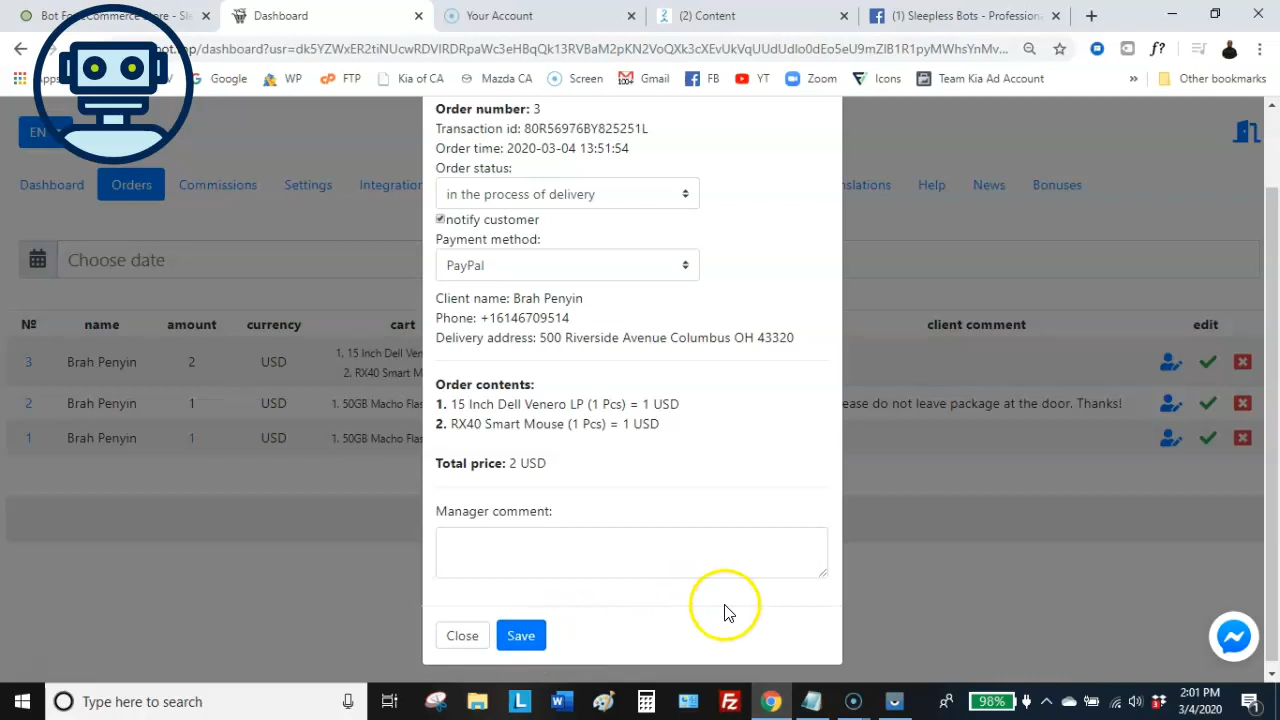 Bot For eCommerce Store - Sle
Dashboard
Your Account
(2) Content
(1) Sleepless Bots - Profession
Google
WP
FTP
Kia of CA
Mazda CA
Screen
Gmail
FB
YT
Zoom
Icons
Team Kia Ad Account
»
Other bookmarks
EN
Dashboard
Orders
Commissions
Settings
Help
News
Bonuses
Choose date
№
name
amount
currency
cart
client comment
edit
3
Brah Penyin
2
USD
1. 15 Inch Dell Ven
2. RX40 Smart M
2
Brah Penyin
1
USD
1. 50GB Macho Flas
ease do not leave package at the door. Thanks!
1
Brah Penyin
1
USD
1. 50GB Macho Flas
Order number: 3
Transaction id: 80R56976BY825251L
Order time: 2020-03-04 13:51:54
Order status:
in the process of delivery
notify customer
Payment method:
PayPal
Client name: Brah Penyin
Phone: +16146709514
Delivery address: 500 Riverside Avenue Columbus OH 43320
Order contents:
1. 15 Inch Dell Venero LP (1 Pcs) = 1 USD
2. RX40 Smart Mouse (1 Pcs) = 1 USD
Total price: 2 USD
Manager comment:
Close
Save
Type here to search
98%
2:01 PM
3/4/2020